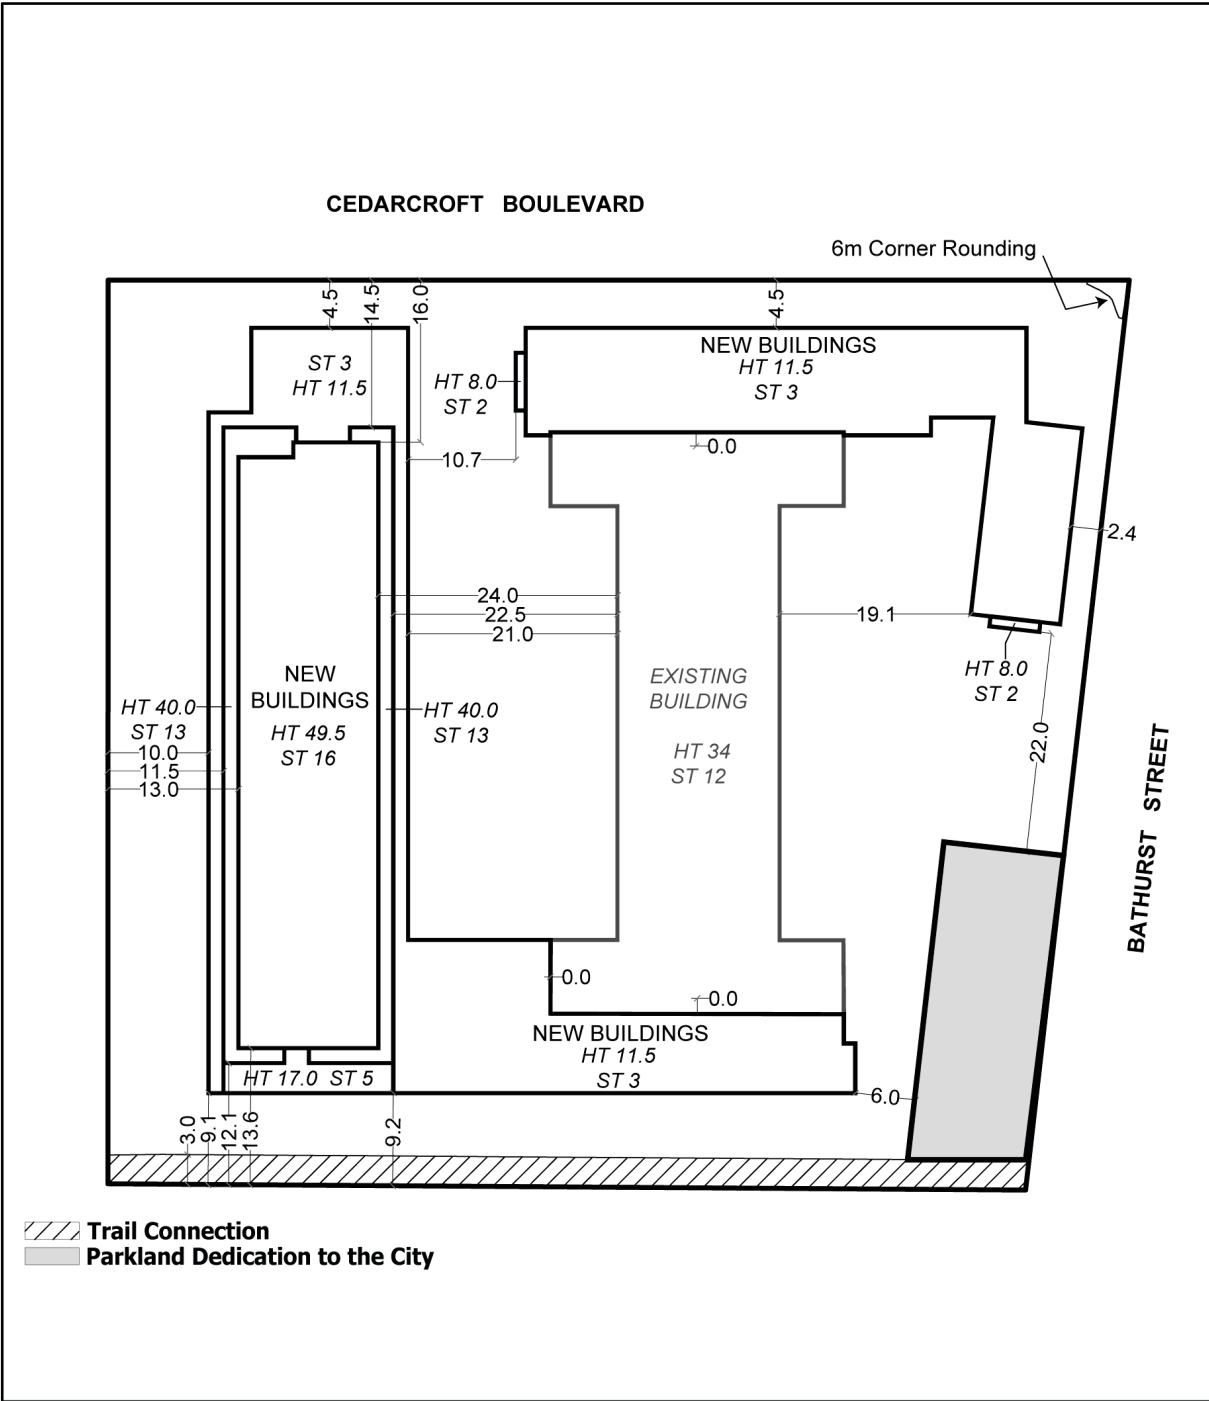 CEDARCROFT BOULEVARD
6m Corner Rounding
4.5
14.5
16.0
4.5
ST 3
HT 11.5
HT 8.0
ST 2
NEW BUILDINGS
HT 11.5
ST 3
10.7
0.0
2.4
24.0
22.5
21.0
19.1
NEW
BUILDINGS
HT 49.5
ST 16
HT 40.0
ST 13
HT 40.0
ST 13
EXISTING
BUILDING
HT 34
ST 12
HT 8.0
ST 2
22.0
10.0
11.5
13.0
BATHURST STREET
0.0
0.0
NEW BUILDINGS
HT 11.5
ST 3
HT 17.0 ST 5
6.0
3.0
9.1
12.1
13.6
9.2
Trail Connection
Parkland Dedication to the City